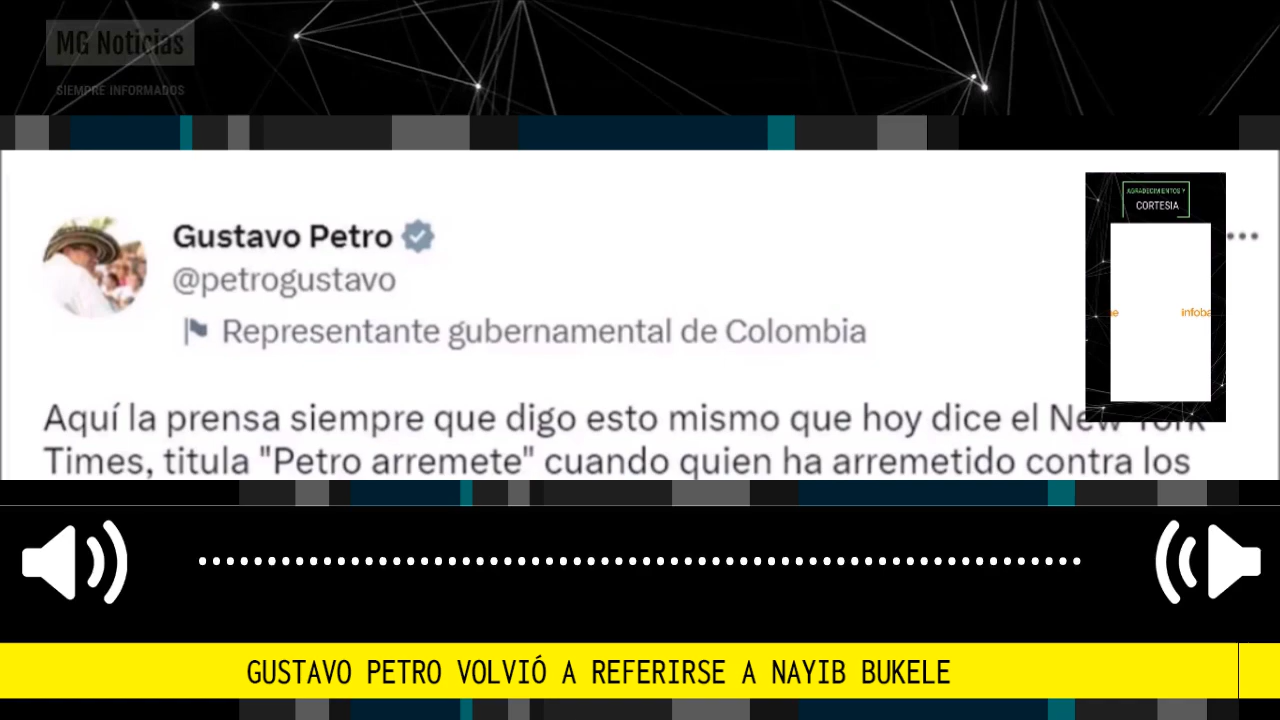 MG Noticias
SIEMPRE INFORMADOS
AGRADECIMIENTOS Y
CORTESIA
Gustavo Petro
@petrogustavo
Representante gubernamental de Colombia
Aquí la prensa siempre que digo esto mismo que hoy dice el New York
Times, titula "Petro arremete" cuando quien ha arremetido contra los
GUSTAVO PETRO VOLVIÓ A REFERIRSE A NAYIB BUKELE